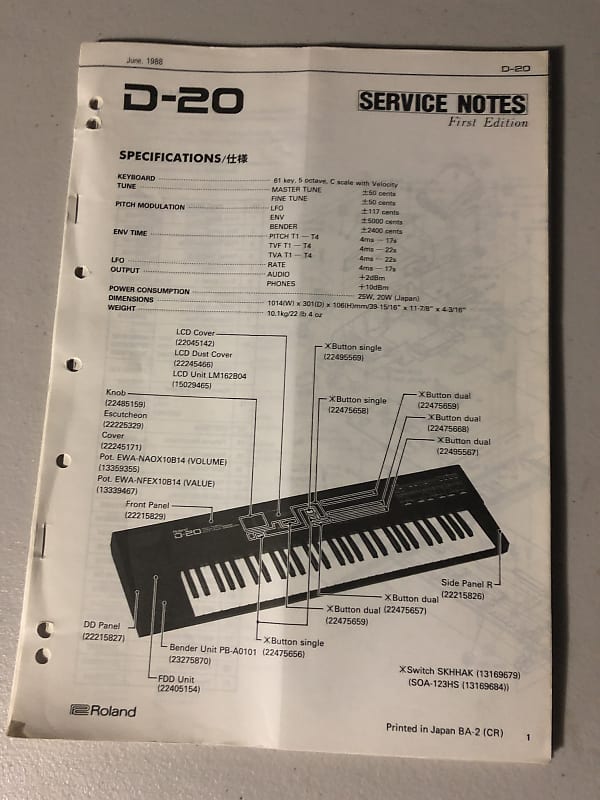 June, 1988
D-20
D-20
SERVICE NOTES
First Edition
SPECIFICATIONS/仕様
KEYBOARD 61 key, 5 octave, C scale with Velocity
TUNE MASTER TUNE ±50 cents
FINE TUNE ±50 cents
PITCH MODULATION LFO ±117 cents
ENV ±5000 cents
BENDER ±2400 cents
ENV TIME PITCH T1 — T4 4ms — 17s
TVF T1 — T4 4ms — 22s
TVA T1 — T4 4ms — 22s
LFO RATE 4ms — 17s
OUTPUT AUDIO +2dBm
PHONES +10dBm
POWER CONSUMPTION 25W, 20W (Japan)
DIMENSIONS 1014(W) x 301(D) x 106(H)mm/39-15/16" x 11-7/8" x 4-3/16"
WEIGHT 10.1kg/22 lb 4 oz
LCD Cover
(22045142)
LCD Dust Cover
(22245466)
LCD Unit LM162B04
(15029465)
※Button single
(22495569)
Knob
(22485159)
Escutcheon
(22225329)
Cover
(22245171)
Pot. EWA-NAOX10B14 (VOLUME)
(13359355)
Pot. EWA-NFEX10B14 (VALUE)
(13339467)
Front Panel
(22215829)
※Button single
(22475658)
※Button dual
(22475659)
※Button dual
(22475668)
※Button dual
(22495567)
D-20
Side Panel R
(22215826)
※Button dual
(22475657)
※Button dual
(22475659)
DD Panel
(22215827)
※Button single
(22475656)
Bender Unit PB-A0101
(23275870)
FDD Unit
(22405154)
※Switch SKHHAK (13169679)
(SOA-123HS (13169684))
Roland
Printed in Japan BA-2 (CR)
1